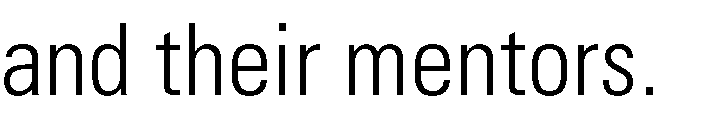 and their mentors.